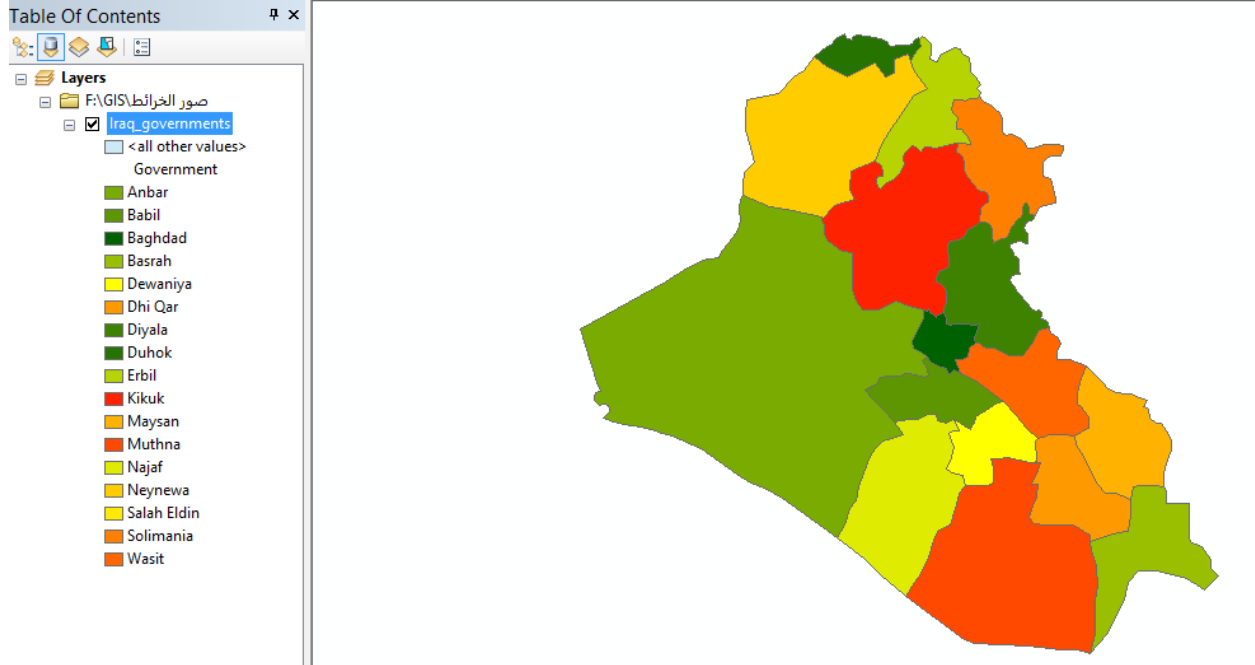 Table Of Contents
Layers
F:\GIS\صور الخرائط
Iraq_governments
<all other values>
Government
Anbar
Babil
Baghdad
Basrah
Dewaniya
Dhi Qar
Diyala
Duhok
Erbil
Kikuk
Maysan
Muthna
Najaf
Neynewa
Salah Eldin
Solimania
Wasit